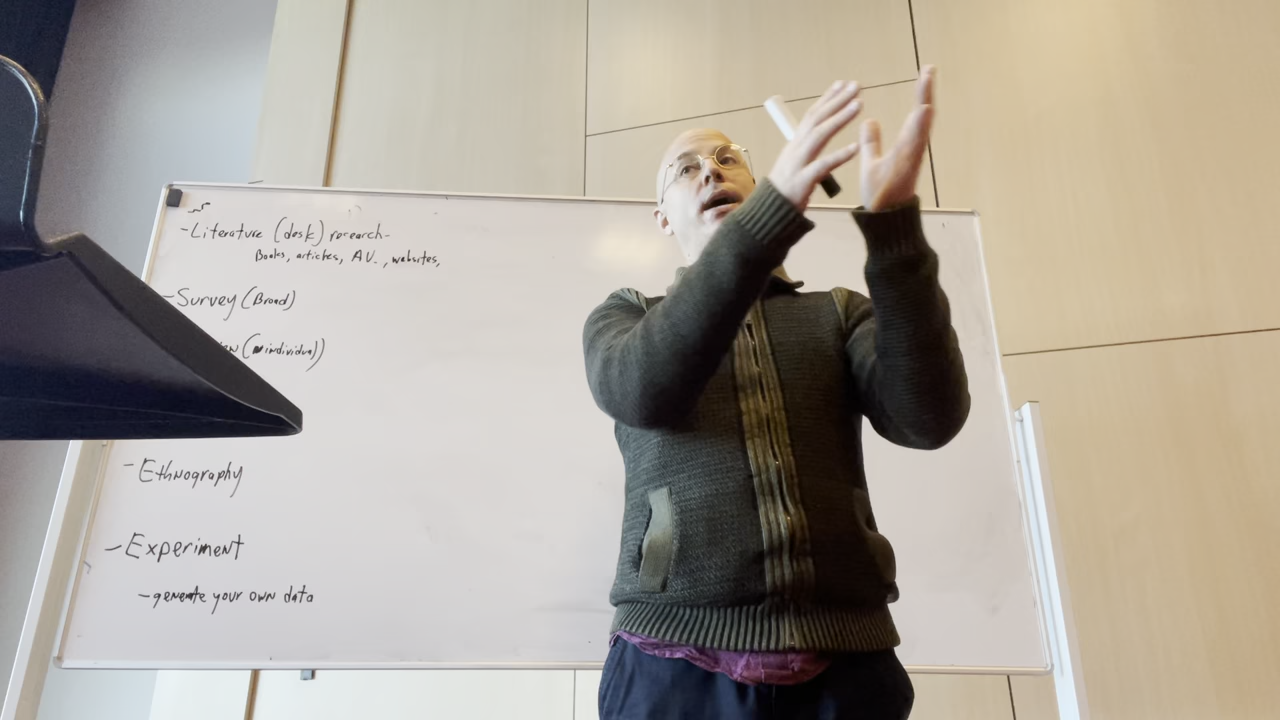 - Literature (desk) research -
Books, articles, AV., websites,
- Survey (Broad)
(individual)
- Ethnography
- Experiment
- generate your own data